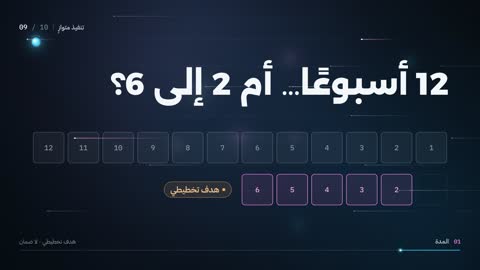 تنفيذ متوازٍ 10 / 09
12 أسبوعًا... أم 2 إلى 6؟
1 2 3 4 5 6 7 8 9 10 11 12
2 3 4 5 6 • هدف تخطيطي
01 المدة
هدف تخطيطي · لا ضمان